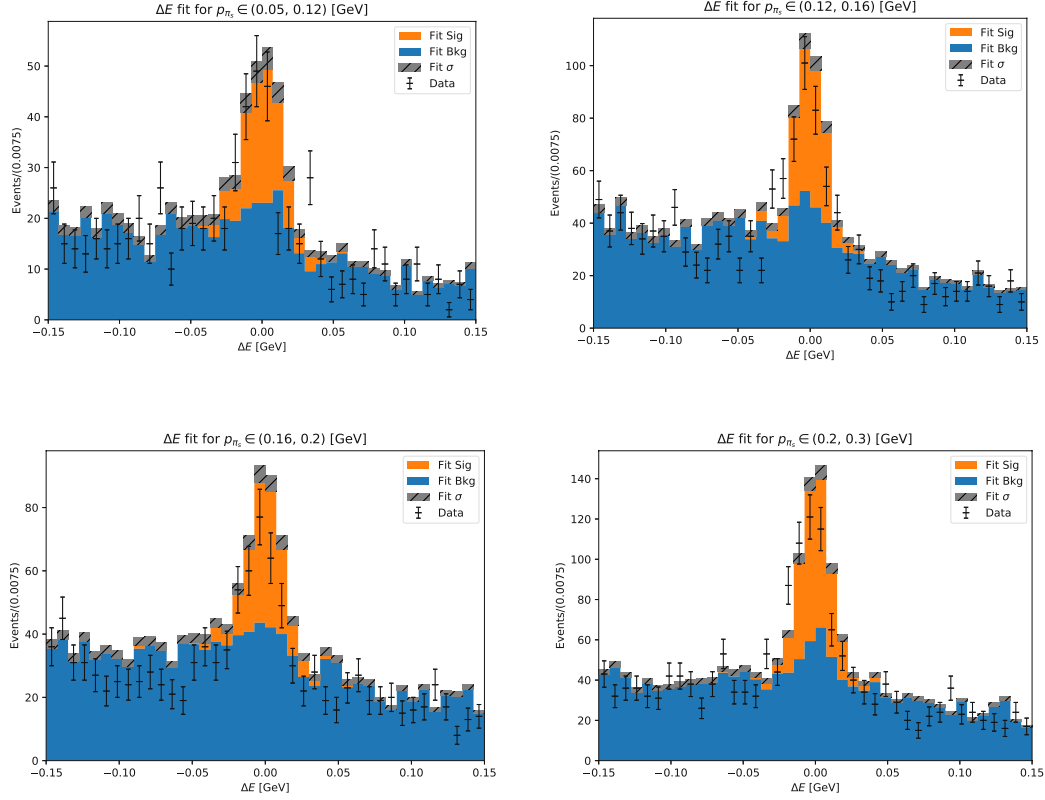 ΔE fit for p_{π_s} ∈ (0.05, 0.12) [GeV]
Fit Sig
Fit Bkg
Fit σ
Data
Events/(0.0075)
50
40
30
20
10
0
−0.15 −0.10 −0.05 0.00 0.05 0.10 0.15
ΔE [GeV]
ΔE fit for p_{π_s} ∈ (0.12, 0.16) [GeV]
Fit Sig
Fit Bkg
Fit σ
Data
Events/(0.0075)
100
80
60
40
20
0
−0.15 −0.10 −0.05 0.00 0.05 0.10 0.15
ΔE [GeV]
ΔE fit for p_{π_s} ∈ (0.16, 0.2) [GeV]
Fit Sig
Fit Bkg
Fit σ
Data
Events/(0.0075)
80
60
40
20
0
−0.15 −0.10 −0.05 0.00 0.05 0.10 0.15
ΔE [GeV]
ΔE fit for p_{π_s} ∈ (0.2, 0.3) [GeV]
Fit Sig
Fit Bkg
Fit σ
Data
Events/(0.0075)
140
120
100
80
60
40
20
0
−0.15 −0.10 −0.05 0.00 0.05 0.10 0.15
ΔE [GeV]